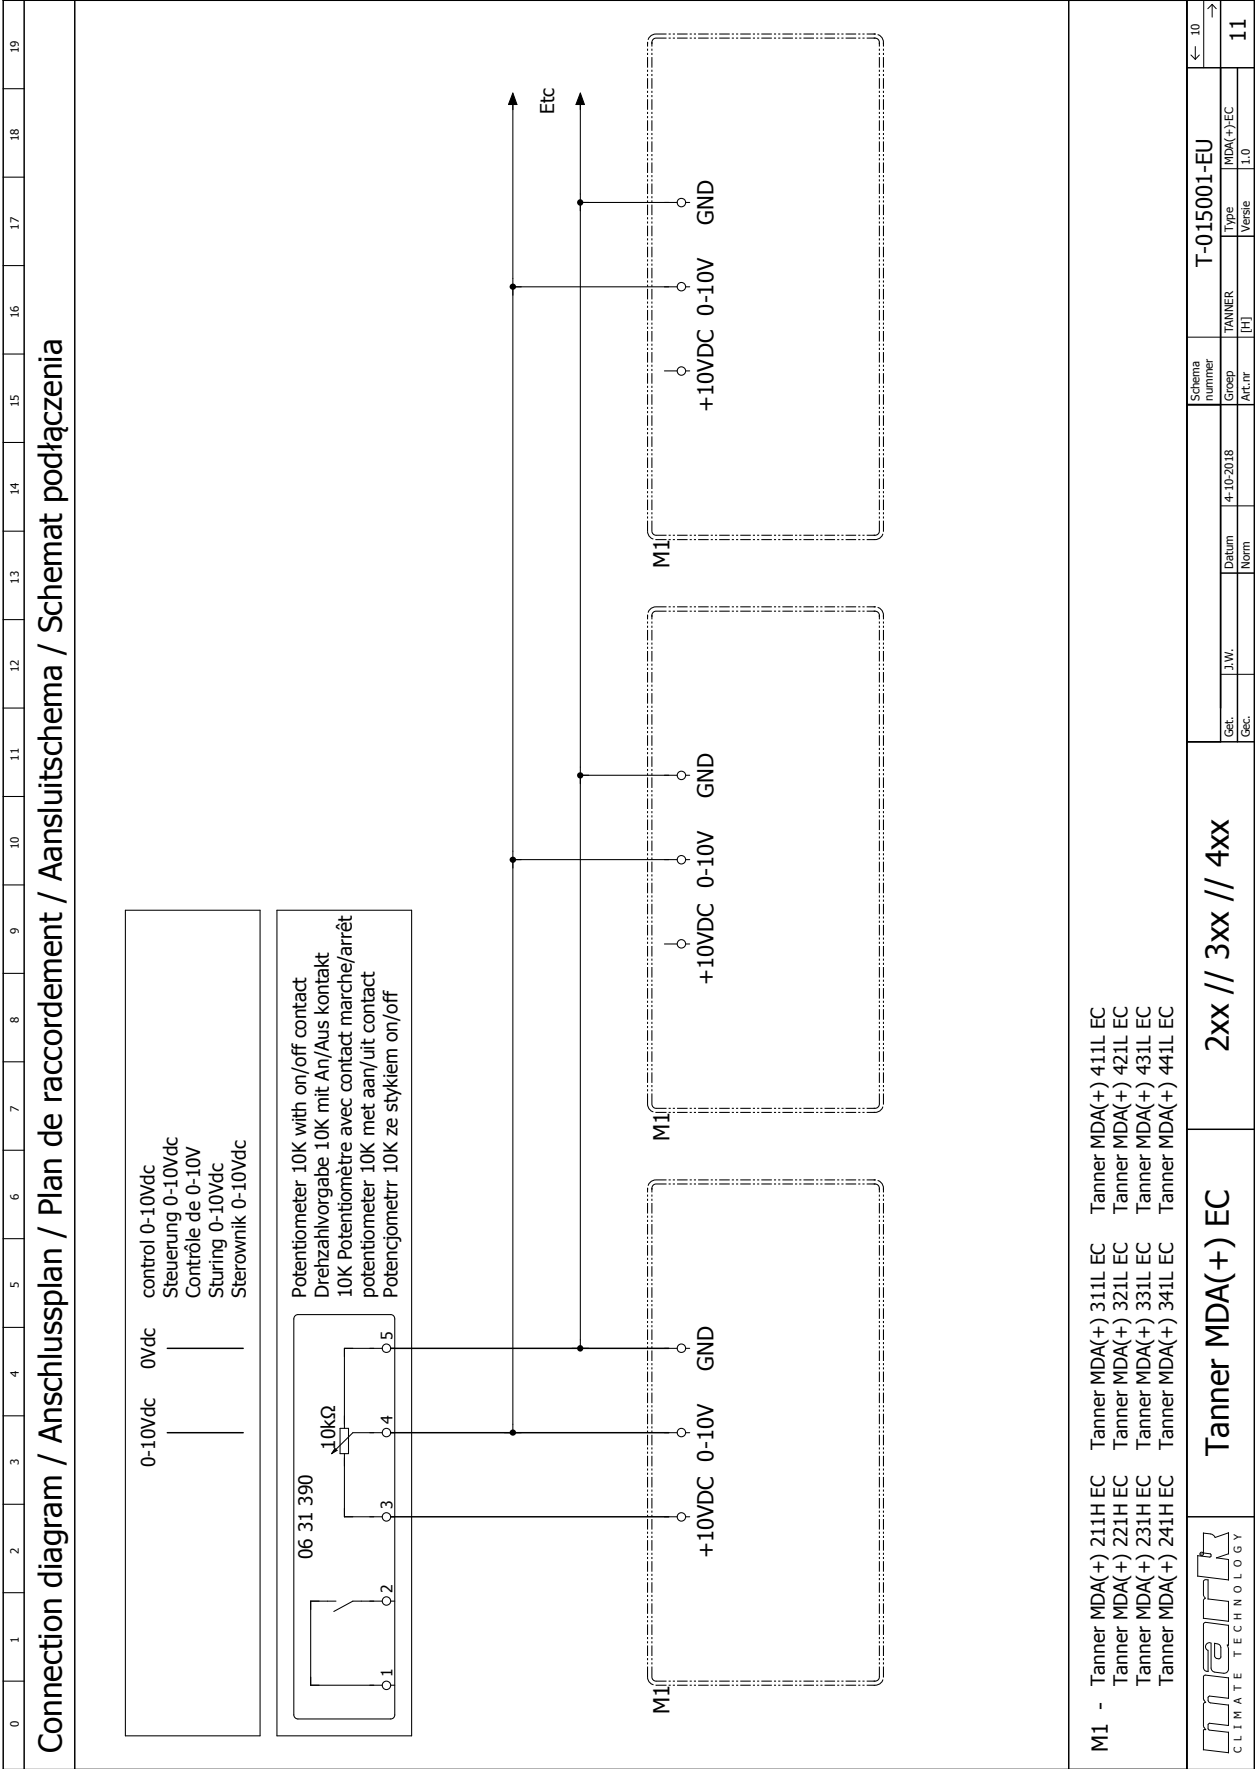 0 1 2 3 4 5 6 7 8 9 10 11 12 13 14 15 16 17 18 19
Connection diagram / Anschlussplan / Plan de raccordement / Aansluitschema / Schemat podłączenia
0-10Vdc 0Vdc
control 0-10Vdc
Steuerung 0-10Vdc
Contrôle de 0-10V
Sturing 0-10Vdc
Sterownik 0-10Vdc
06 31 390
10kΩ
1 2 3 4 5
Potentiometer 10K with on/off contact
Drehzahlvorgabe 10K mit An/Aus kontakt
10K Potentiomètre avec contact marche/arrêt
potentiometer 10K met aan/uit contact
Potencjometrr 10K ze stykiem on/off
Etc
M1
+10VDC 0-10V GND
M1
+10VDC 0-10V GND
M1
+10VDC 0-10V GND
M1 - Tanner MDA(+) 211H EC Tanner MDA(+) 311L EC Tanner MDA(+) 411L EC
Tanner MDA(+) 221H EC Tanner MDA(+) 321L EC Tanner MDA(+) 421L EC
Tanner MDA(+) 231H EC Tanner MDA(+) 331L EC Tanner MDA(+) 431L EC
Tanner MDA(+) 241H EC Tanner MDA(+) 341L EC Tanner MDA(+) 441L EC
mark
CLIMATE TECHNOLOGY
Tanner MDA(+) EC
2xx // 3xx // 4xx
Schema
nummer
T-015001-EU
← 10
→
Get. J.W. Datum 4-10-2018 Groep TANNER Type MDA(+)-EC
Gec. Norm Art.nr [H] Versie 1.0
11